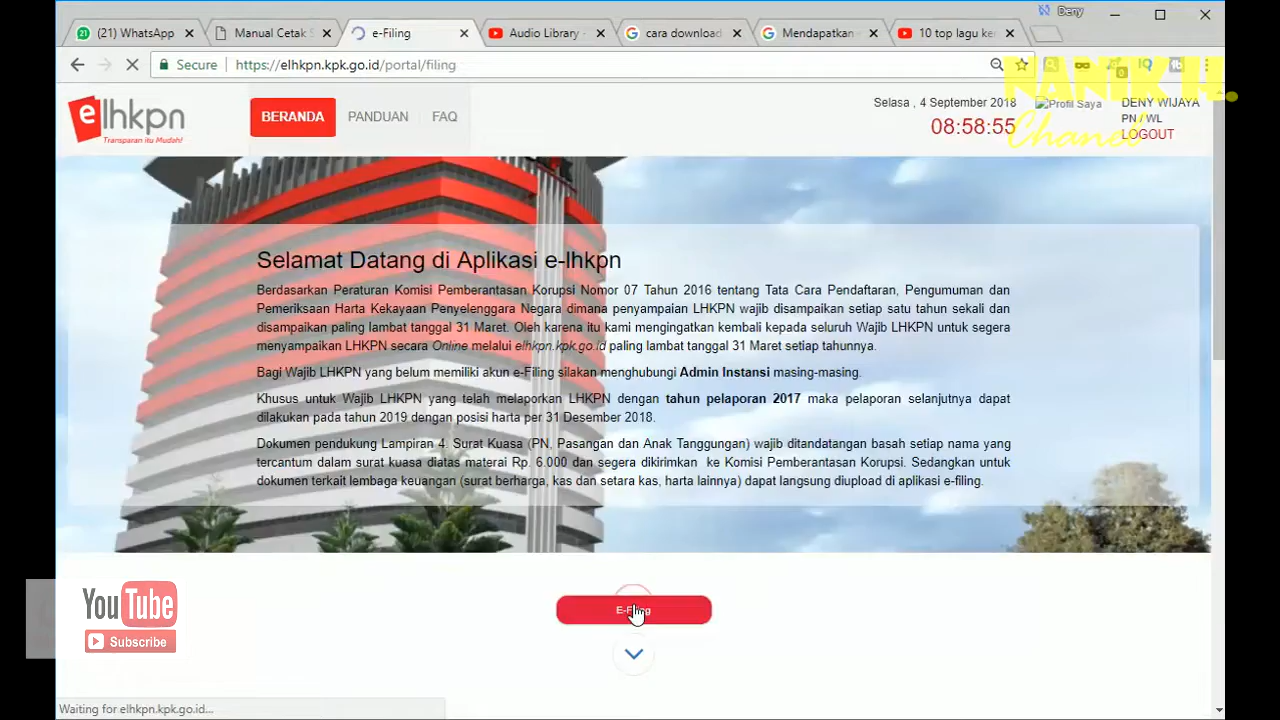 Deny
(21) WhatsApp
Manual Cetak S
e-Filing
Audio Library -
cara download
Mendapatkan
10 top lagu ke
Secure
https://elhkpn.kpk.go.id/portal/filing
elhkpn
Transparan itu Mudah!
BERANDA
PANDUAN
FAQ
Selasa , 4 September 2018
08:58:55
Profil Saya
DENY WIJAYA
PN / WL
LOGOUT
NANIK H.
Chanel
Selamat Datang di Aplikasi e-lhkpn
Berdasarkan Peraturan Komisi Pemberantasan Korupsi Nomor 07 Tahun 2016 tentang Tata Cara Pendaftaran, Pengumuman dan
Pemeriksaan Harta Kekayaan Penyelenggara Negara dimana penyampaian LHKPN wajib disampaikan setiap satu tahun sekali dan
disampaikan paling lambat tanggal 31 Maret. Oleh karena itu kami mengingatkan kembali kepada seluruh Wajib LHKPN untuk segera
menyampaikan LHKPN secara Online melalui elhkpn.kpk.go.id paling lambat tanggal 31 Maret setiap tahunnya.
Bagi Wajib LHKPN yang belum memiliki akun e-Filing silakan menghubungi Admin Instansi masing-masing.
Khusus untuk Wajib LHKPN yang telah melaporkan LHKPN dengan tahun pelaporan 2017 maka pelaporan selanjutnya dapat
dilakukan pada tahun 2019 dengan posisi harta per 31 Desember 2018.
Dokumen pendukung Lampiran 4. Surat Kuasa (PN, Pasangan dan Anak Tanggungan) wajib ditandatangan basah setiap nama yang
tercantum dalam surat kuasa diatas materai Rp. 6.000 dan segera dikirimkan ke Komisi Pemberantasan Korupsi. Sedangkan untuk
dokumen terkait lembaga keuangan (surat berharga, kas dan setara kas, harta lainnya) dapat langsung diupload di aplikasi e-filing.
E-Filing
YouTube
Subscribe
Waiting for elhkpn.kpk.go.id...